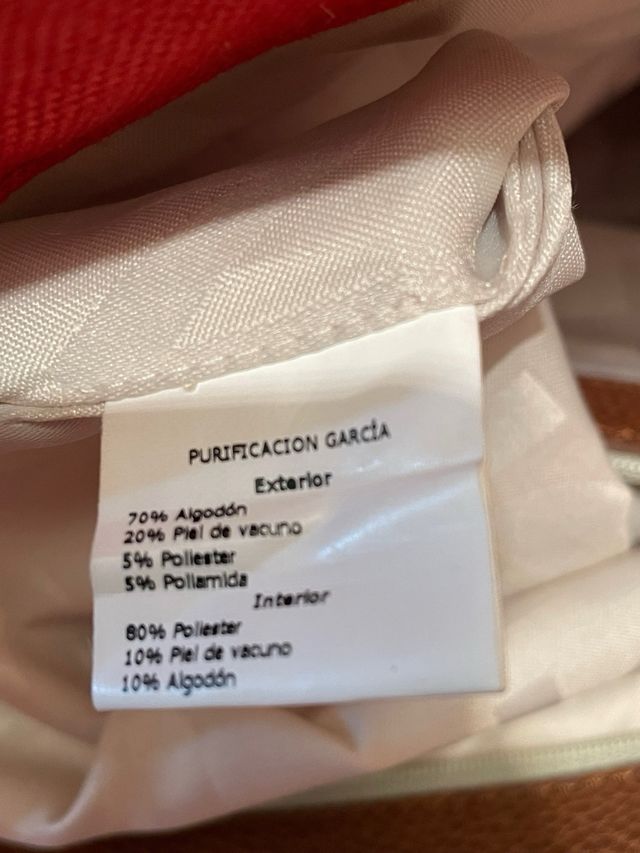 PURIFICACION GARCÍA
Exterior
70% Algodón
20% Piel de vacuno
5% Poliester
5% Poliamida
Interior
80% Poliester
10% Piel de vacuno
10% Algodón